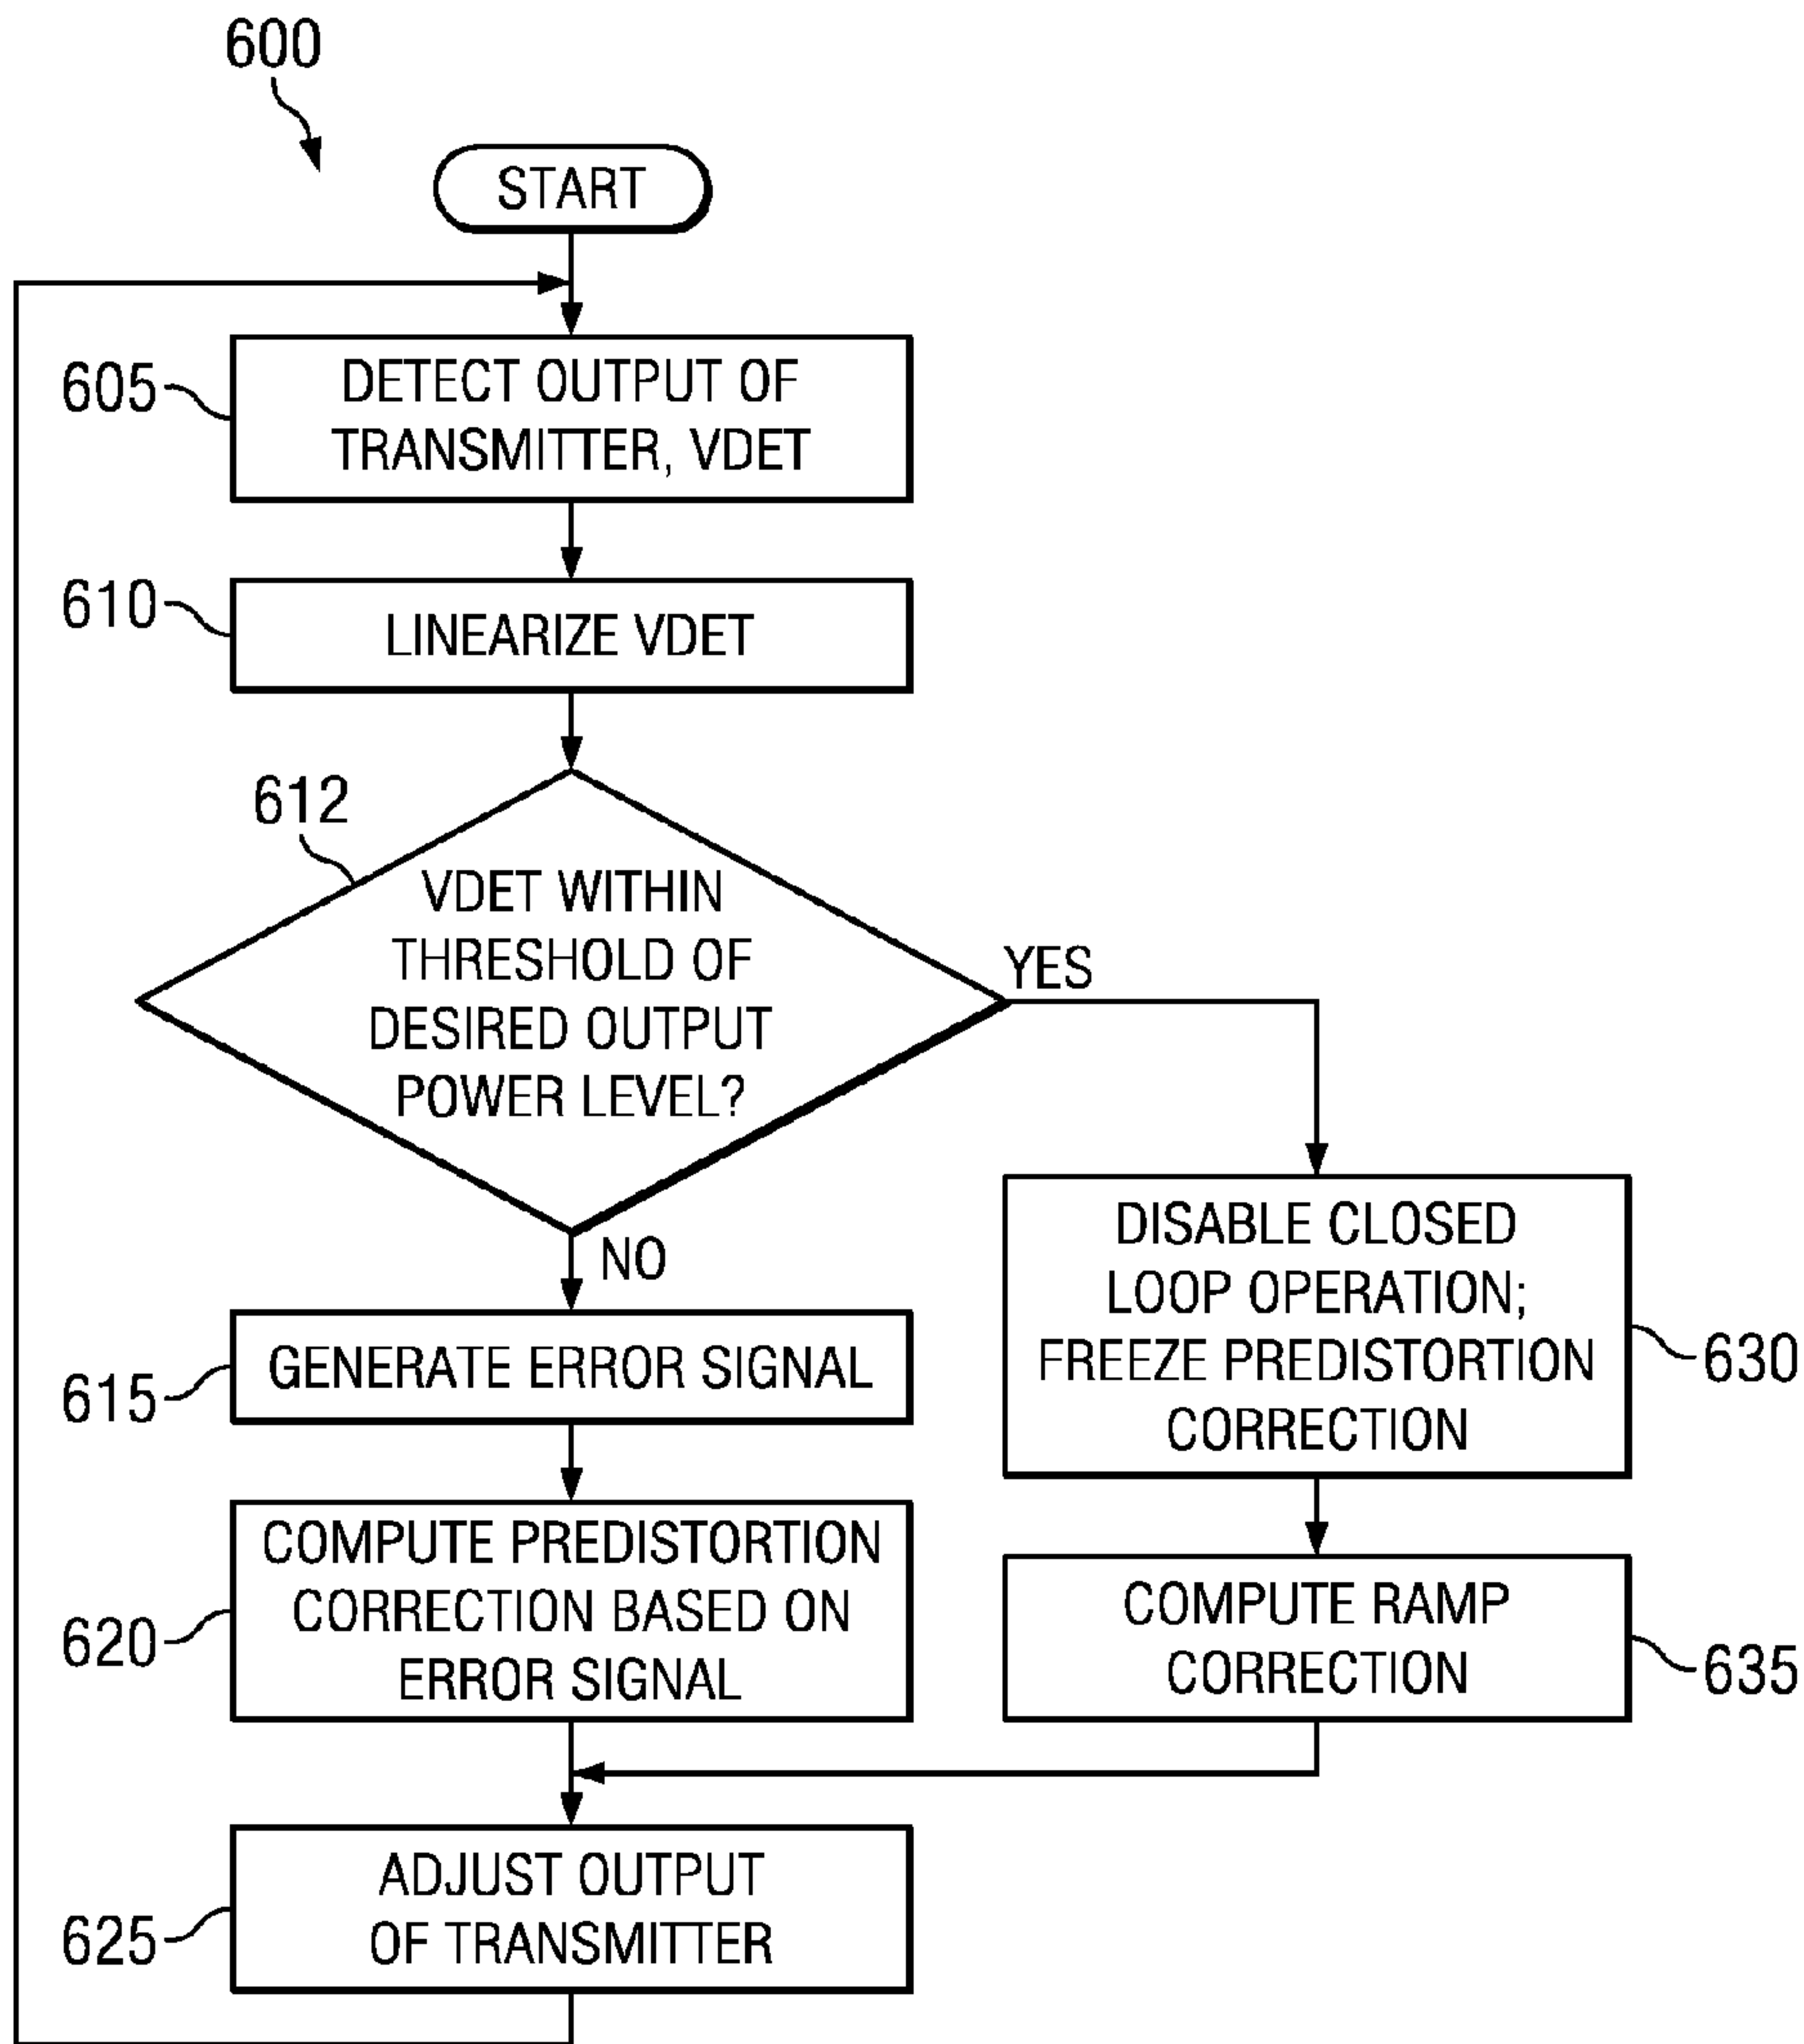 600
START
605
DETECT OUTPUT OF
TRANSMITTER, VDET
610
LINEARIZE VDET
612
VDET WITHIN
THRESHOLD OF
DESIRED OUTPUT
POWER LEVEL?
YES
NO
615
GENERATE ERROR SIGNAL
620
COMPUTE PREDISTORTION
CORRECTION BASED ON
ERROR SIGNAL
DISABLE CLOSED
LOOP OPERATION;
FREEZE PREDISTORTION
CORRECTION
630
COMPUTE RAMP
CORRECTION
635
625
ADJUST OUTPUT
OF TRANSMITTER